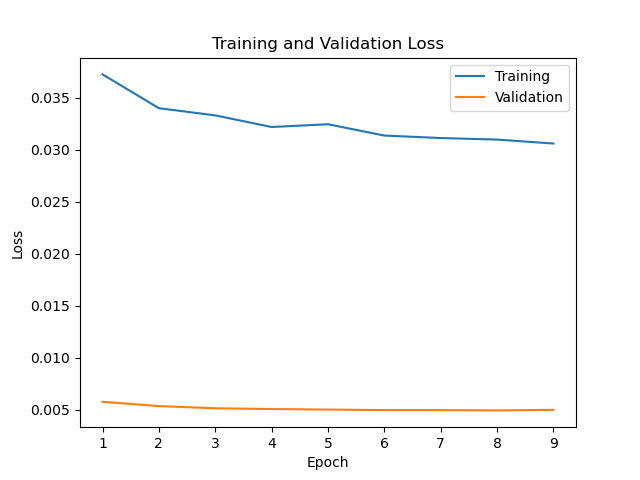 Training and Validation Loss
Training
Validation
0.035
0.030
0.025
0.020
0.015
0.010
0.005
Loss
1 2 3 4 5 6 7 8 9
Epoch